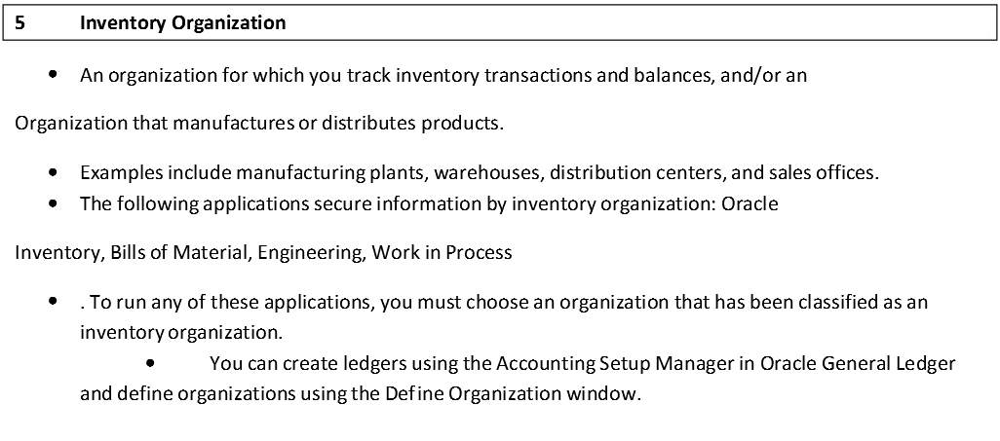 5 Inventory Organization
• An organization for which you track inventory transactions and balances, and/or an
Organization that manufactures or distributes products.
• Examples include manufacturing plants, warehouses, distribution centers, and sales offices.
• The following applications secure information by inventory organization: Oracle
Inventory, Bills of Material, Engineering, Work in Process
• . To run any of these applications, you must choose an organization that has been classified as an
inventory organization.
• You can create ledgers using the Accounting Setup Manager in Oracle General Ledger
and define organizations using the Define Organization window.